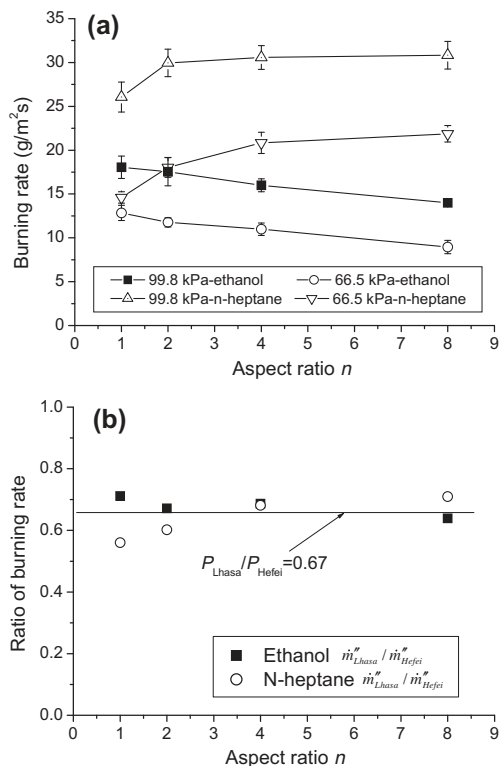 (a)
35
30
25
20
15
10
5
0
Burning rate (g/m²s)
99.8 kPa-ethanol 66.5 kPa-ethanol
99.8 kPa-n-heptane 66.5 kPa-n-heptane
0 1 2 3 4 5 6 7 8 9
Aspect ratio n
(b)
1.0
0.8
0.6
0.4
0.2
0.0
Ratio of burning rate
P_Lhasa/P_Hefei=0.67
Ethanol ṁ″_Lhasa / ṁ″_Hefei
N-heptane ṁ″_Lhasa / ṁ″_Hefei
0 1 2 3 4 5 6 7 8 9
Aspect ratio n